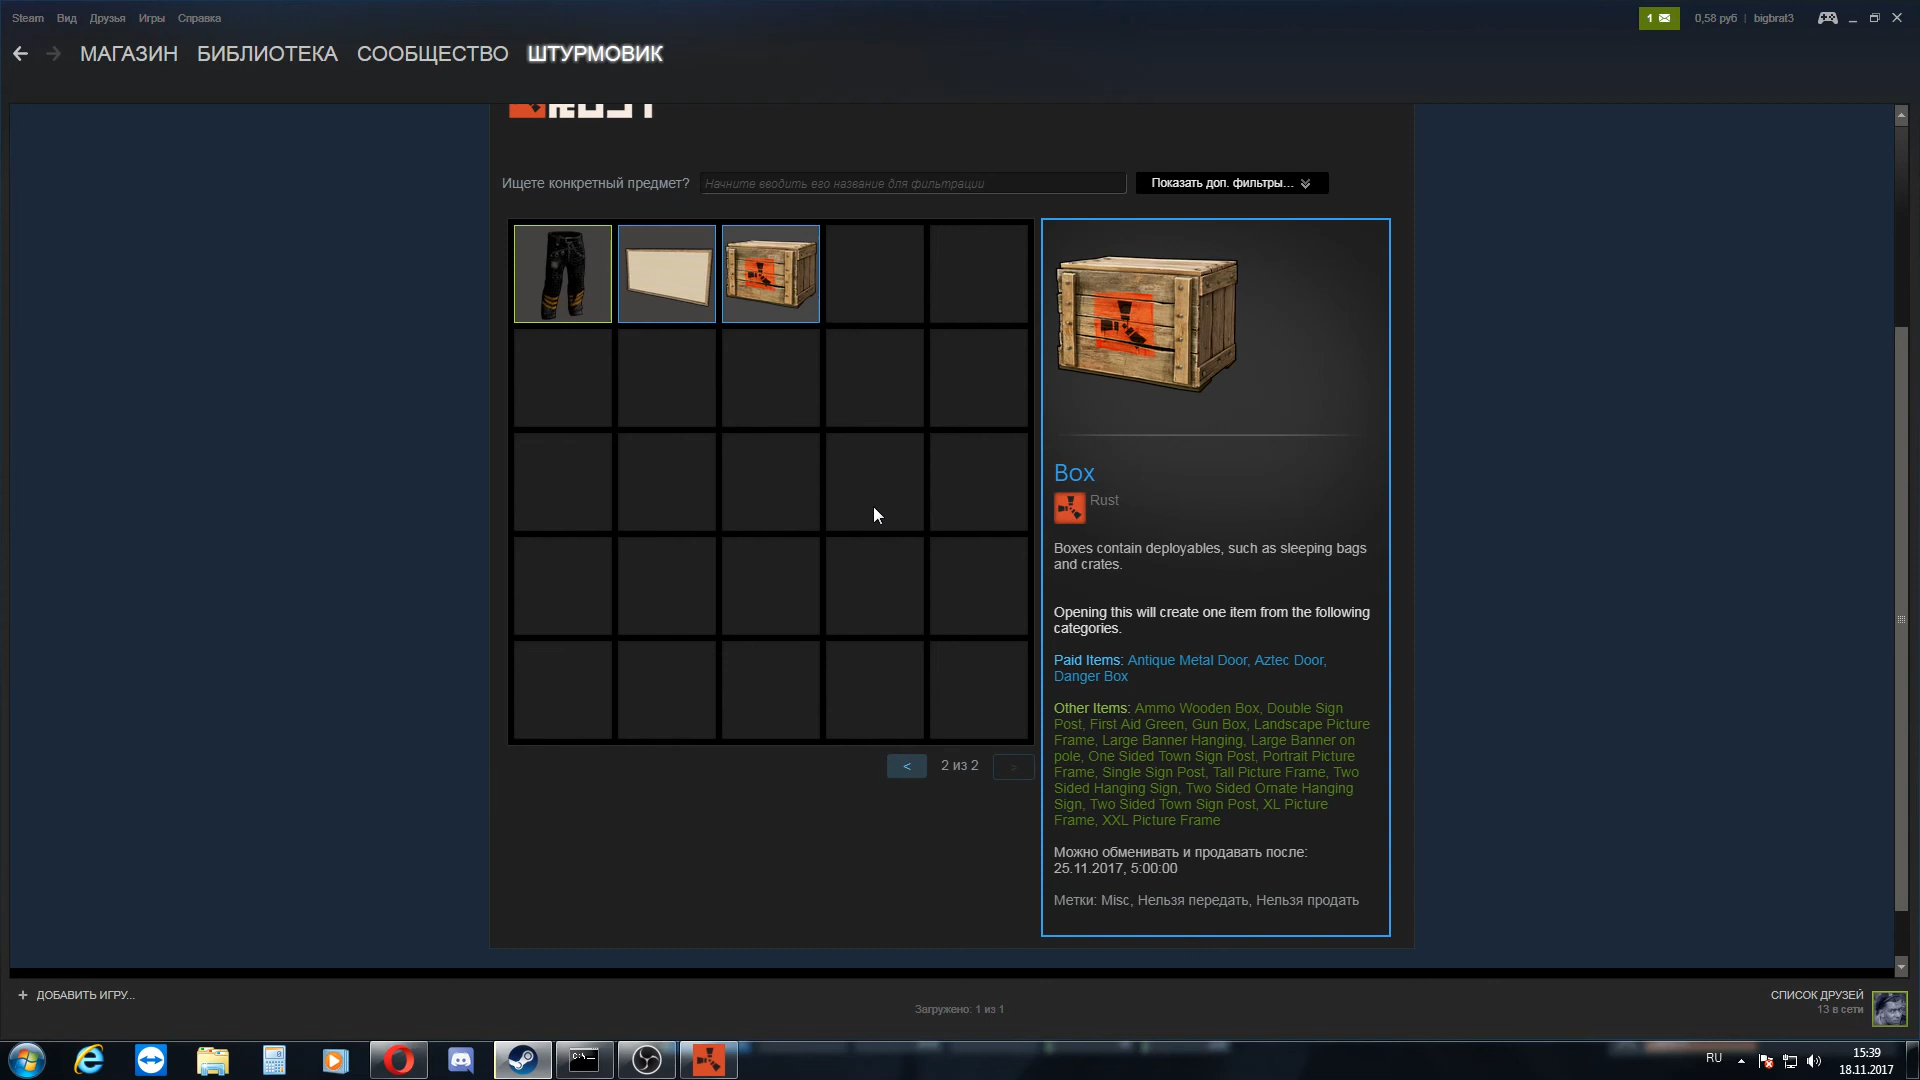 Steam Вид Друзья Игры Справка
1 0,58 руб bigbrat3
МАГАЗИН БИБЛИОТЕКА СООБЩЕСТВО ШТУРМОВИК
RUST
Ищете конкретный предмет? Начните вводить его название для фильтрации Показать доп. фильтры...
Box
Rust
Boxes contain deployables, such as sleeping bags
and crates.
Opening this will create one item from the following
categories.
Paid Items: Antique Metal Door, Aztec Door,
Danger Box
Other Items: Ammo Wooden Box, Double Sign
Post, First Aid Green, Gun Box, Landscape Picture
Frame, Large Banner Hanging, Large Banner on
pole, One Sided Town Sign Post, Portrait Picture
Frame, Single Sign Post, Tall Picture Frame, Two
Sided Hanging Sign, Two Sided Ornate Hanging
Sign, Two Sided Town Sign Post, XL Picture
Frame, XXL Picture Frame
Можно обменивать и продавать после:
25.11.2017, 5:00:00
Метки: Misc, Нельзя передать, Нельзя продать
< 2 из 2 >
+ ДОБАВИТЬ ИГРУ...
Загружено: 1 из 1
СПИСОК ДРУЗЕЙ
13 в сети
RU
15:39
18.11.2017